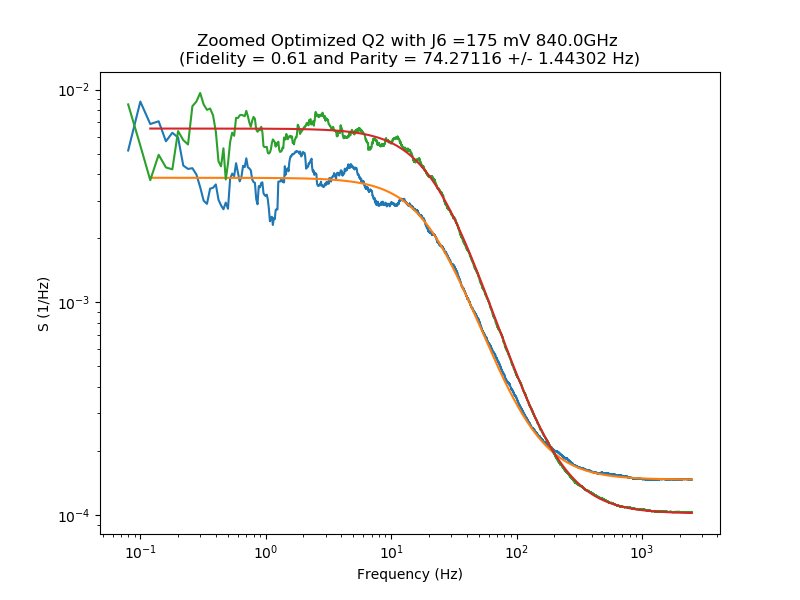 Zoomed Optimized Q2 with J6 =175 mV 840.0GHz
(Fidelity = 0.61 and Parity = 74.27116 +/- 1.44302 Hz)
10⁻²
10⁻³
10⁻⁴
S (1/Hz)
10⁻¹ 10⁰ 10¹ 10² 10³
Frequency (Hz)